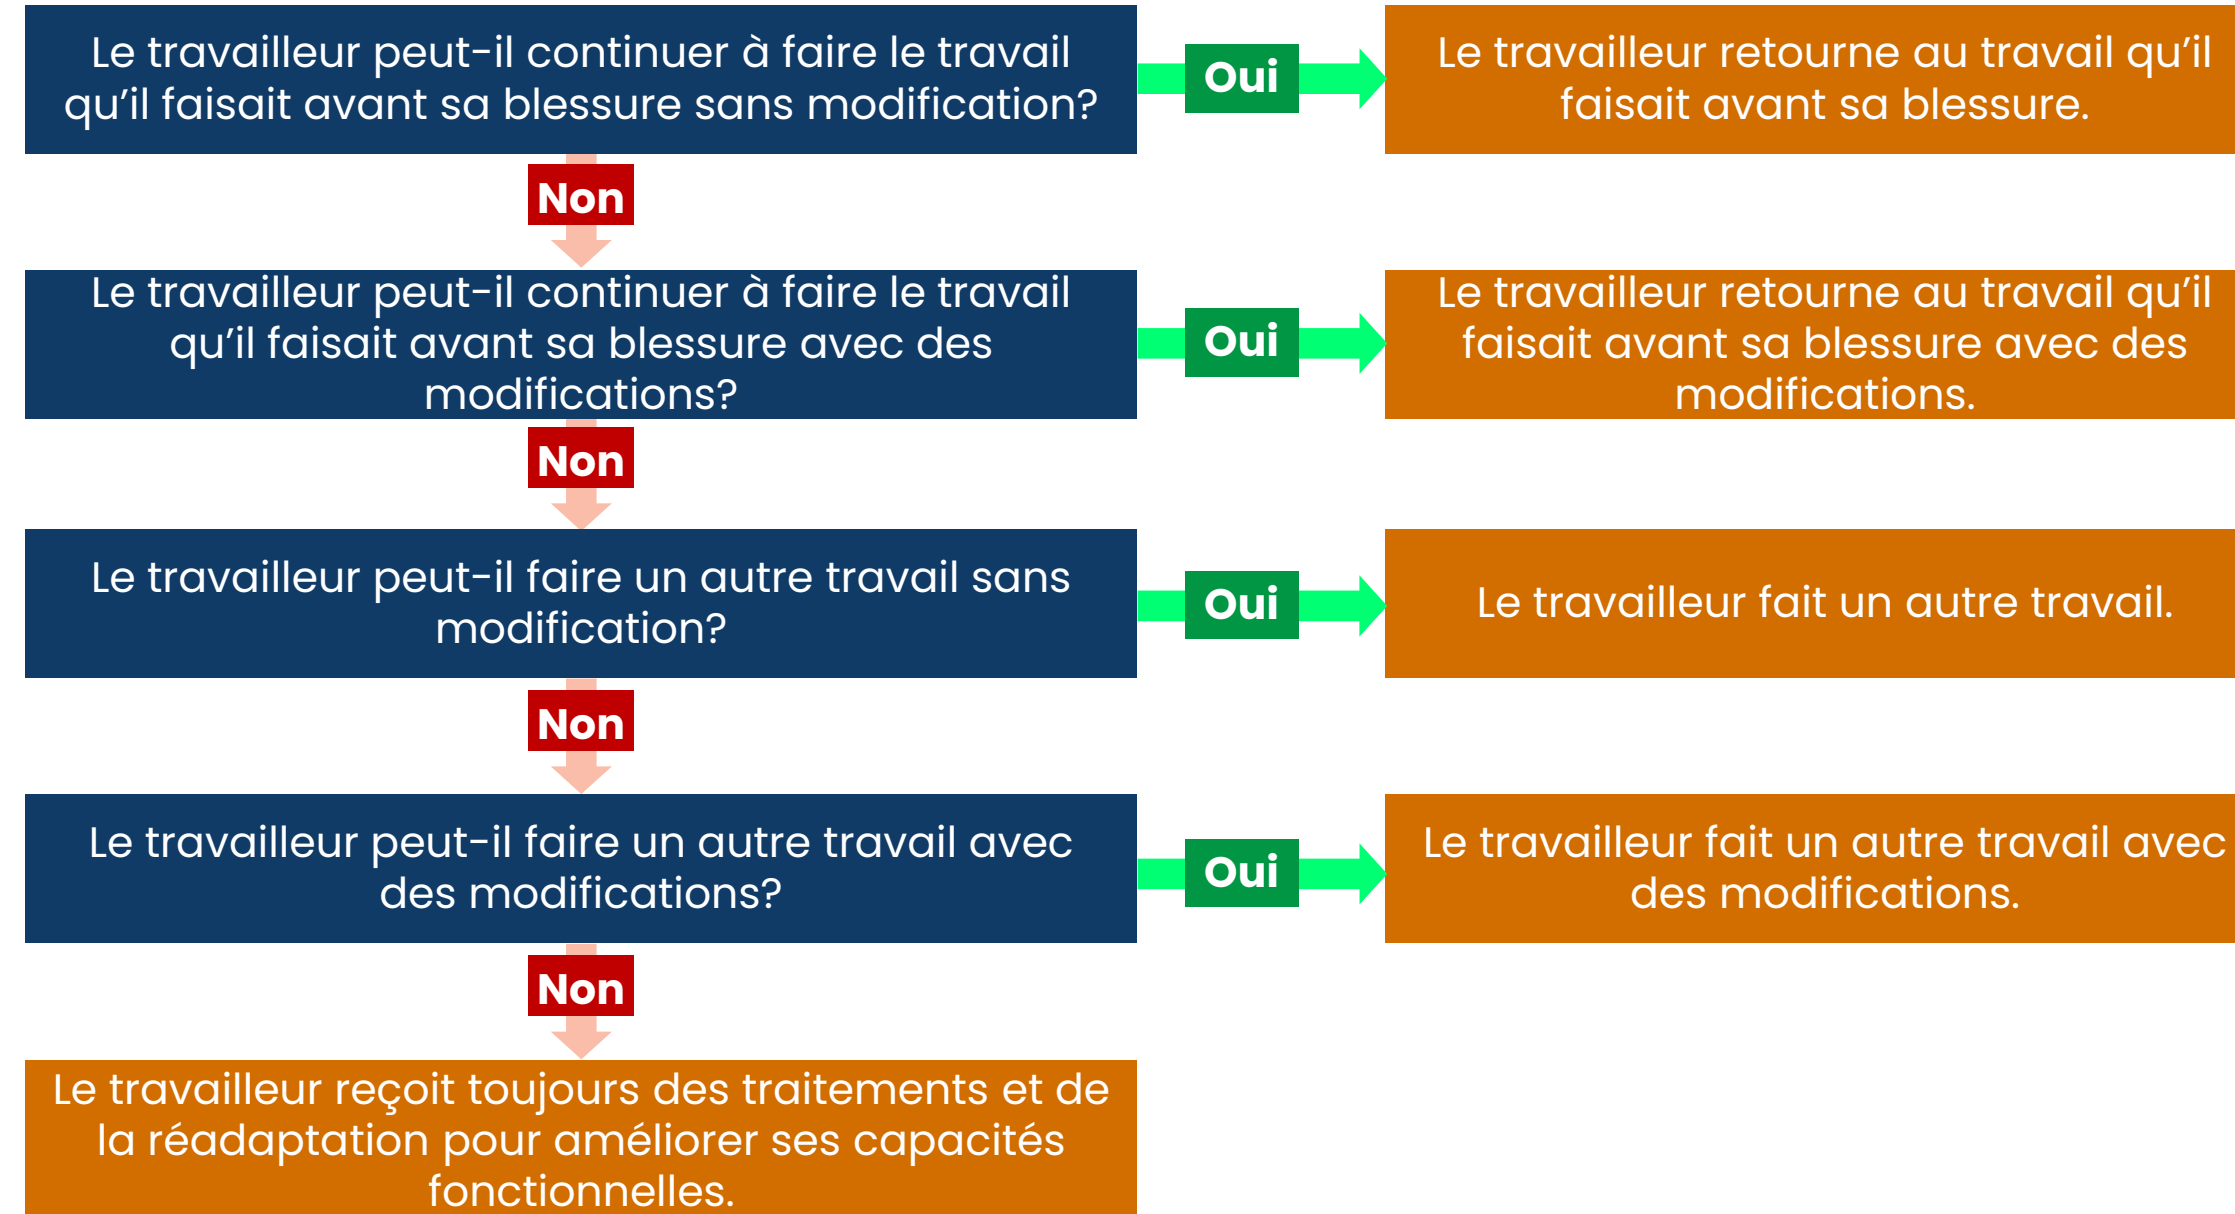 Le travailleur peut-il continuer à faire le travail
qu’il faisait avant sa blessure sans modification?
Oui
Le travailleur retourne au travail qu’il
faisait avant sa blessure.
Non
Le travailleur peut-il continuer à faire le travail
qu’il faisait avant sa blessure avec des
modifications?
Oui
Le travailleur retourne au travail qu’il
faisait avant sa blessure avec des
modifications.
Non
Le travailleur peut-il faire un autre travail sans
modification?
Oui
Le travailleur fait un autre travail.
Non
Le travailleur peut-il faire un autre travail avec
des modifications?
Oui
Le travailleur fait un autre travail avec
des modifications.
Non
Le travailleur reçoit toujours des traitements et de
la réadaptation pour améliorer ses capacités
fonctionnelles.